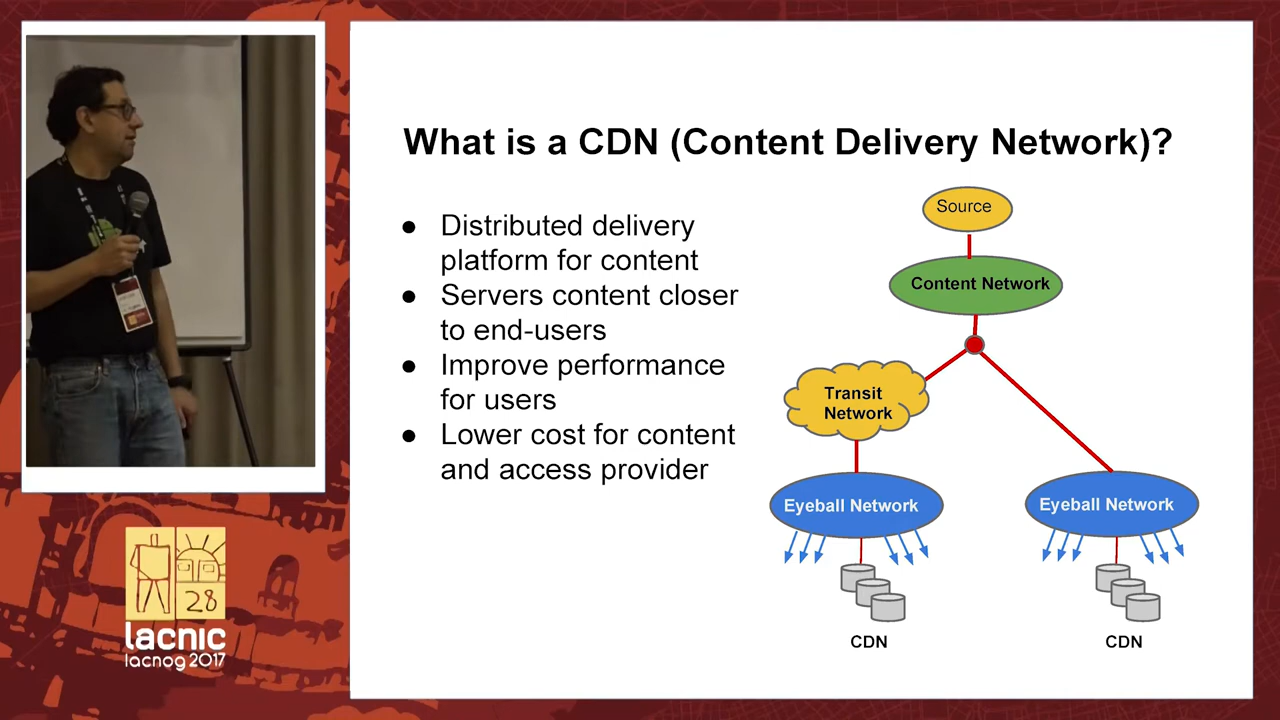 What is a CDN (Content Delivery Network)?
● Distributed delivery
platform for content
● Servers content closer
to end-users
● Improve performance
for users
● Lower cost for content
and access provider
Source
Content Network
Transit
Network
Eyeball Network
Eyeball Network
CDN
CDN
28
lacnic
lacnog 2017